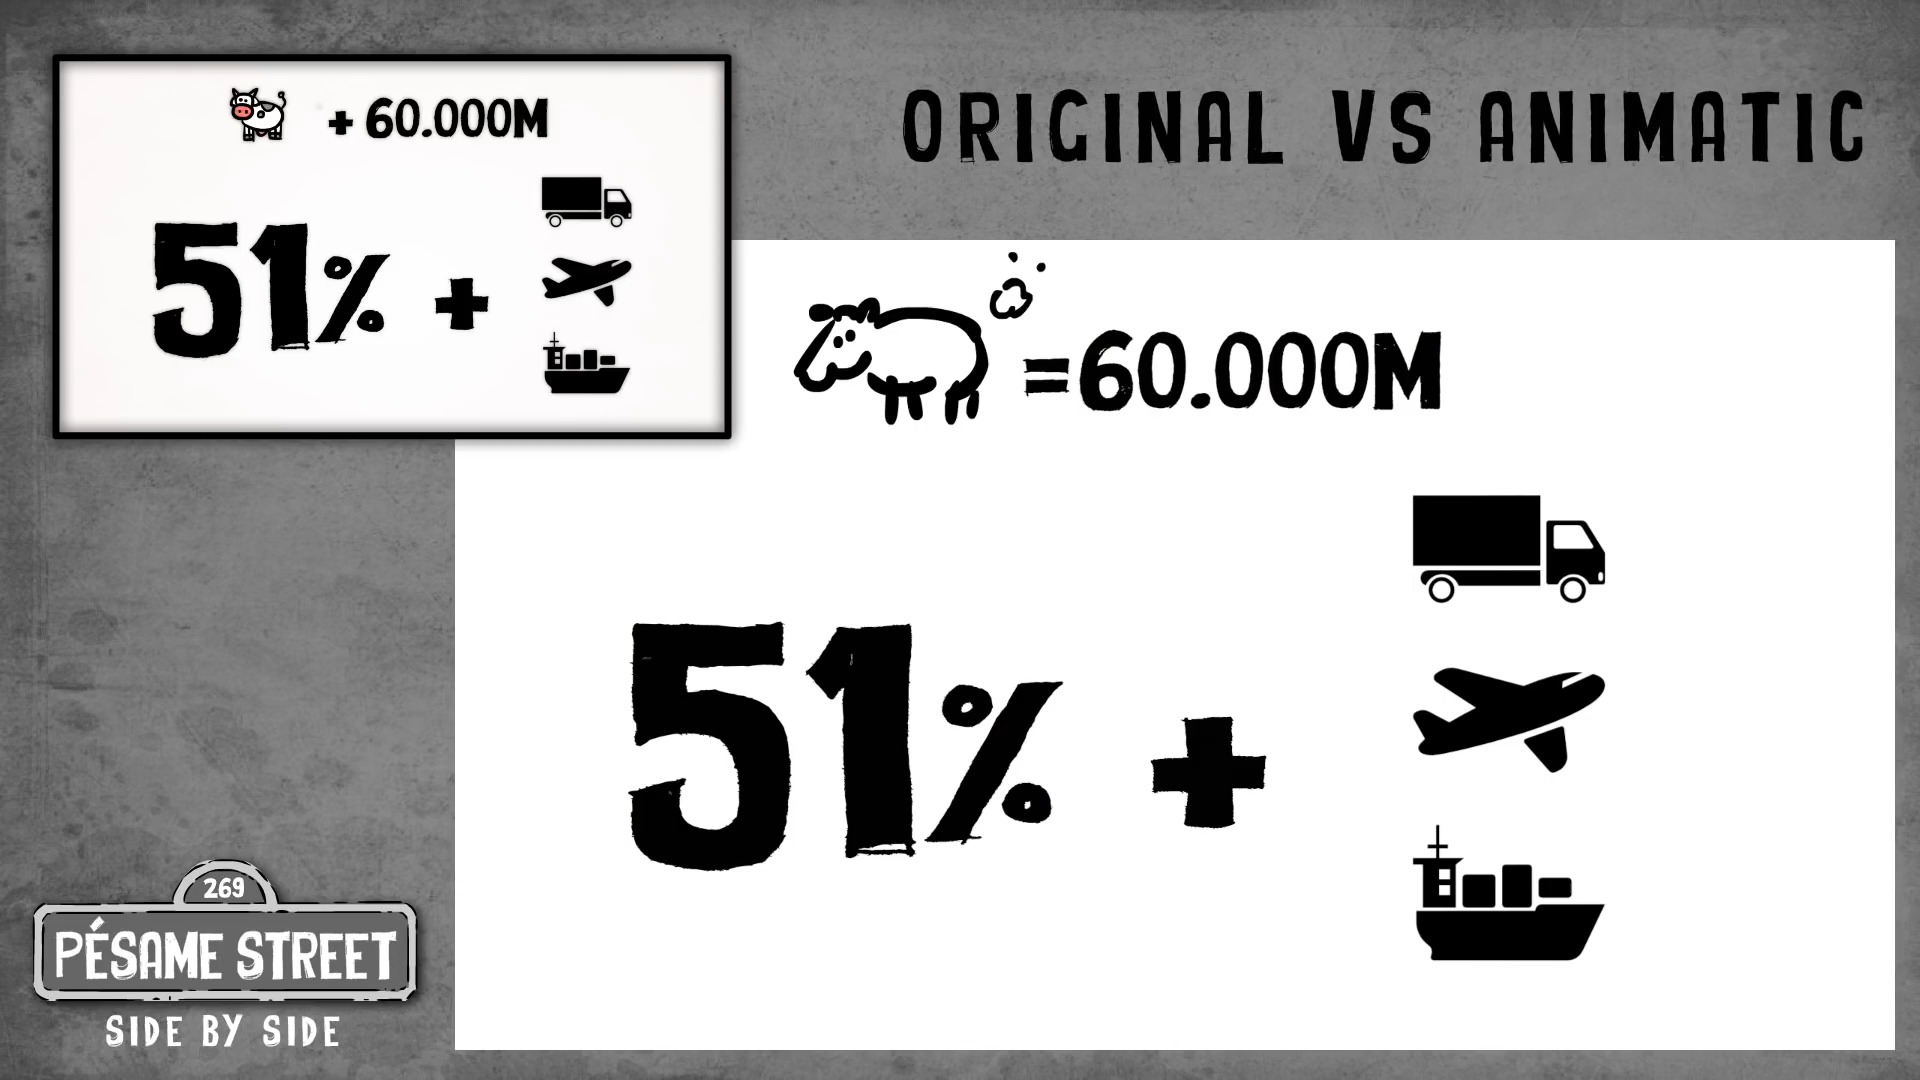 ORIGINAL VS ANIMATIC
+ 60.000M
51% +
=60.000M
51% +
269
PÉSAME STREET
SIDE BY SIDE